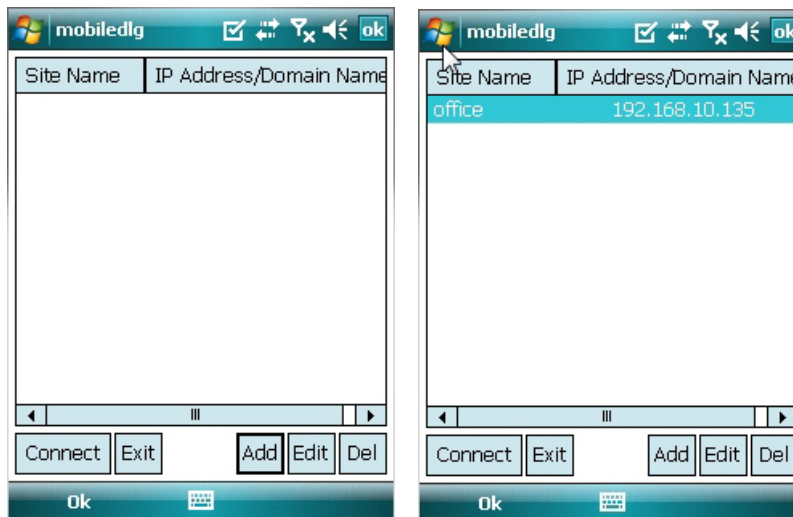 mobiledlg ok
Site Name IP Address/Domain Name
Connect Exit Add Edit Del
Ok
mobiledlg ok
Site Name IP Address/Domain Name
office 192.168.10.135
Connect Exit Add Edit Del
Ok